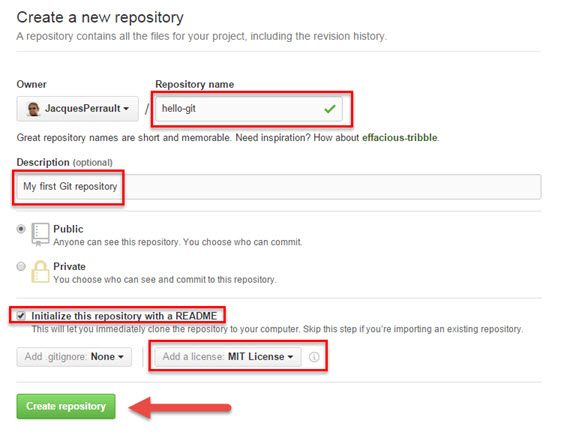 Create a new repository
A repository contains all the files for your project, including the revision history.
Owner
Repository name
JacquesPerrault
/
hello-git
Great repository names are short and memorable. Need inspiration? How about effacious-tribble.
Description (optional)
My first Git repository
Public
Anyone can see this repository. You choose who can commit.
Private
You choose who can see and commit to this repository.
Initialize this repository with a README
This will let you immediately clone the repository to your computer. Skip this step if you're importing an existing repository.
Add .gitignore: None
Add a license: MIT License
Create repository